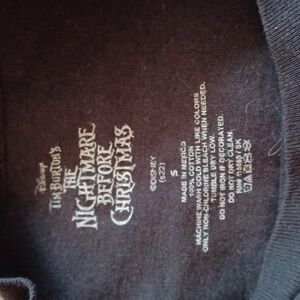 Disney
TIM BURTON'S
THE
NIGHTMARE
BEFORE
CHRISTMAS
©DISNEY
(s22)
S
MADE IN MEXICO
100% COTTON
MACHINE WASH COLD WITH LIKE COLORS
ONLY NON-CHLORINE BLEACH WHEN NEEDED.
TUMBLE DRY LOW.
DO NOT IRON IF DECORATED.
DO NOT DRY CLEAN.